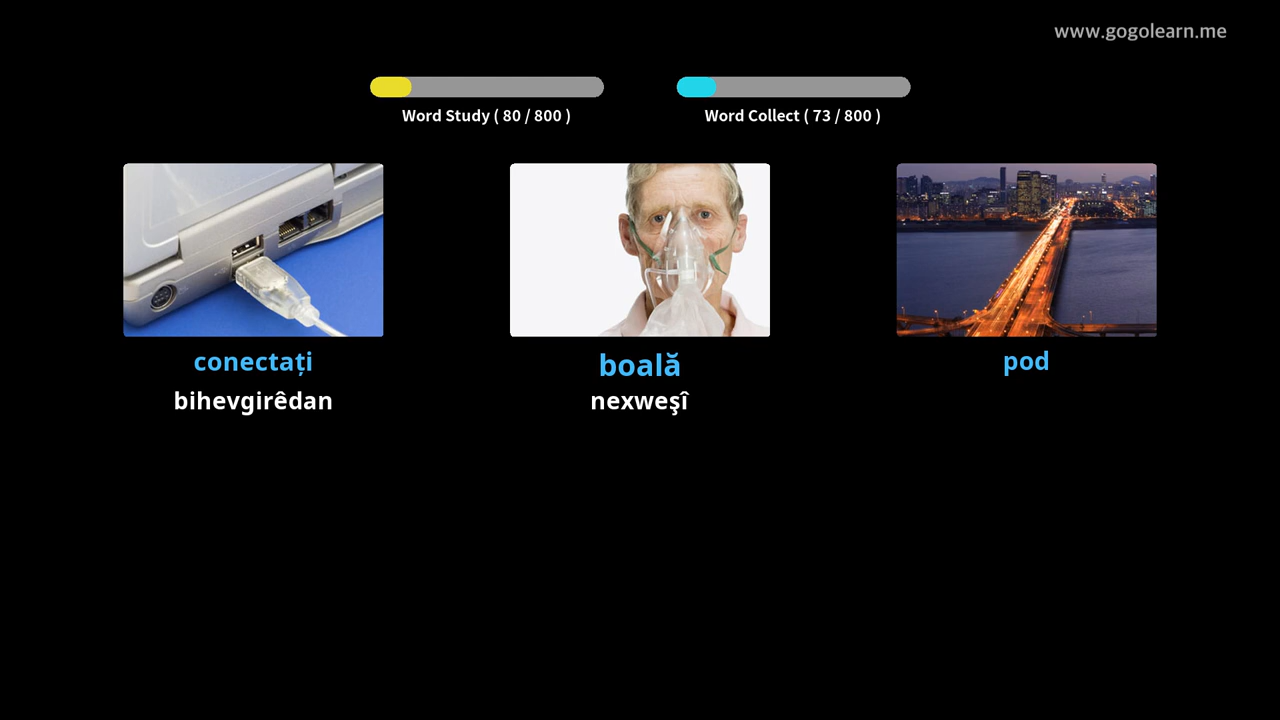 www.gogolearn.me
Word Study ( 80 / 800 )
Word Collect ( 73 / 800 )
conectați
boală
pod
bihevgirêdan
nexweşî